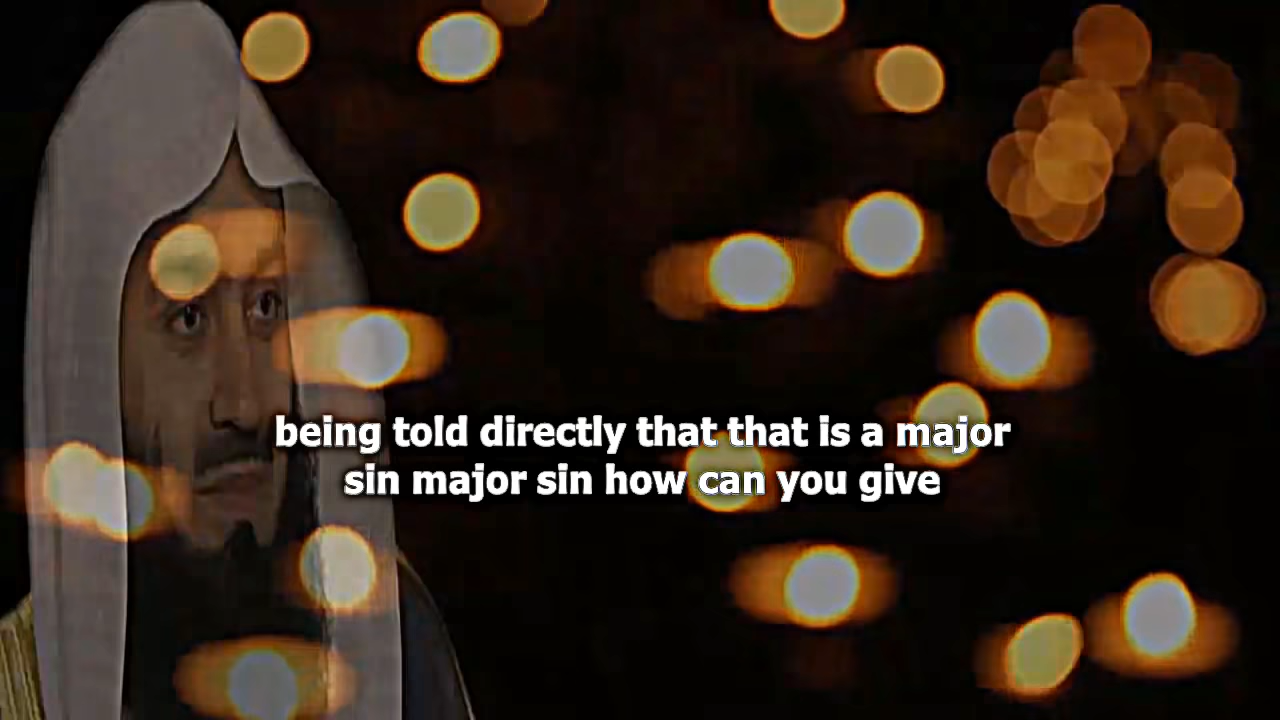 being told directly that that is a major
sin major sin how can you give